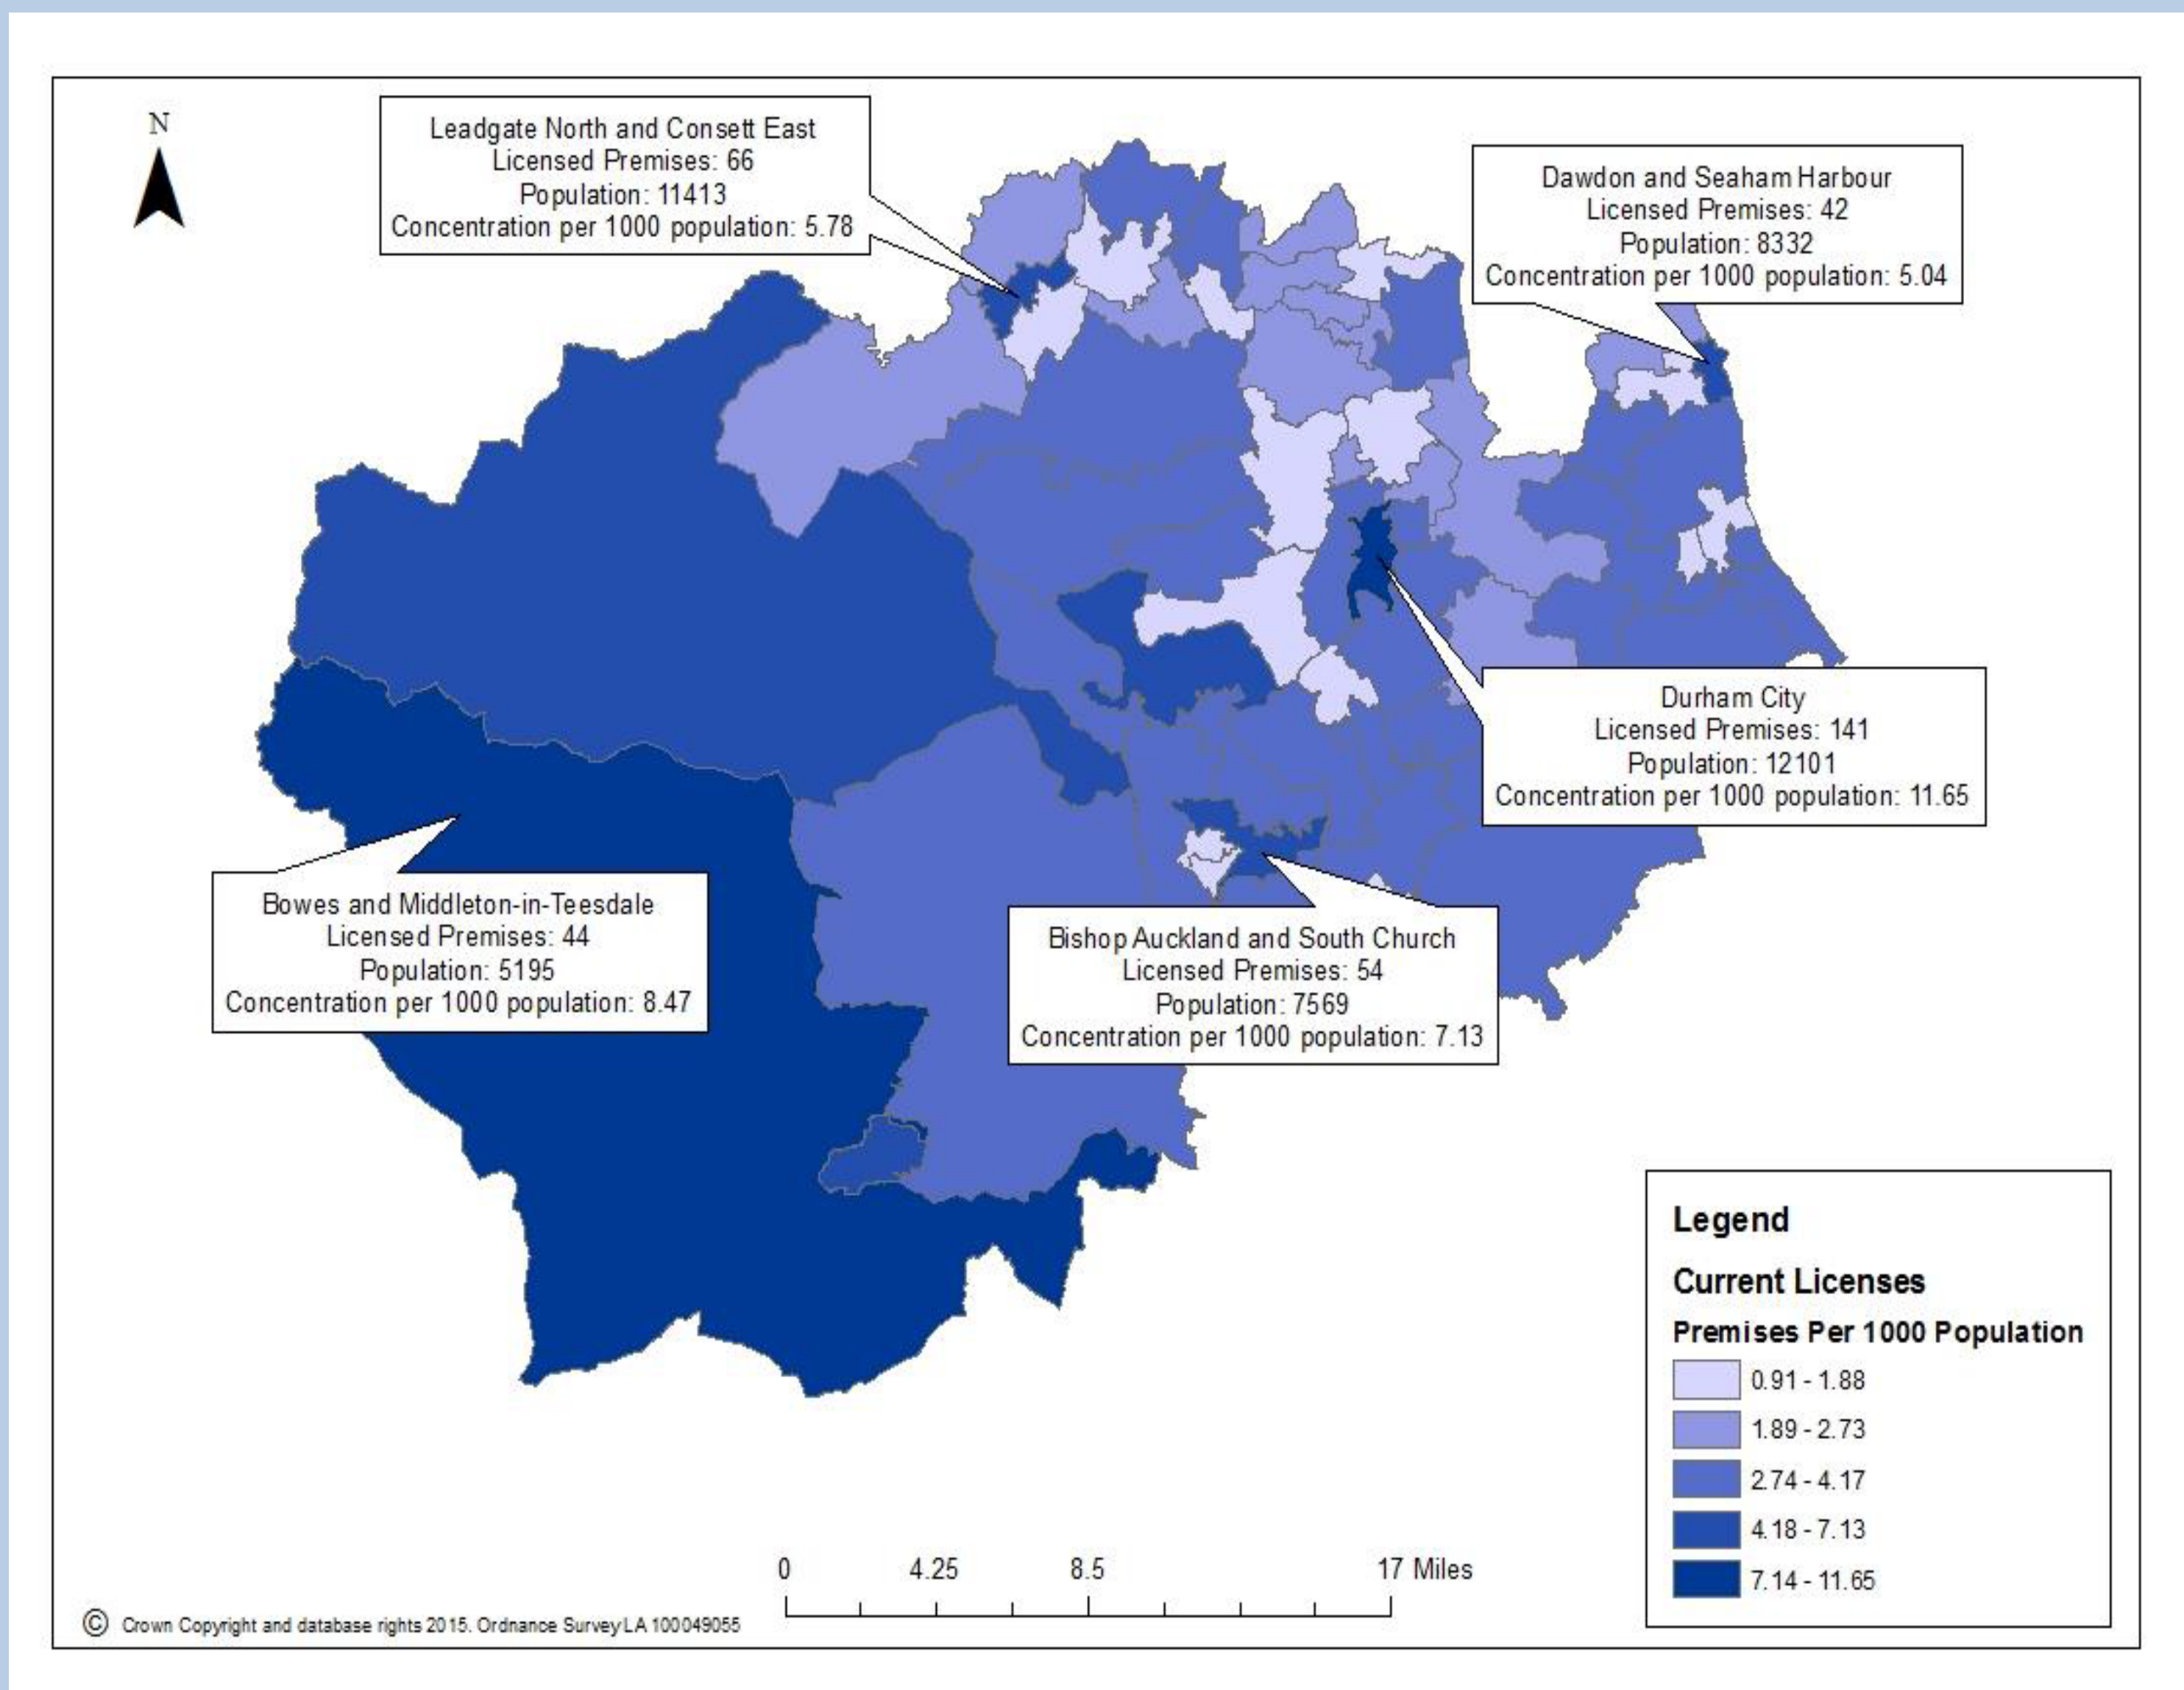 N
Leadgate North and Consett East
Licensed Premises: 66
Population: 11413
Concentration per 1000 population: 5.78
Dawdon and Seaham Harbour
Licensed Premises: 42
Population: 8332
Concentration per 1000 population: 5.04
Durham City
Licensed Premises: 141
Population: 12101
Concentration per 1000 population: 11.65
Bowes and Middleton-in-Teesdale
Licensed Premises: 44
Population: 5195
Concentration per 1000 population: 8.47
Bishop Auckland and South Church
Licensed Premises: 54
Population: 7569
Concentration per 1000 population: 7.13
Legend
Current Licenses
Premises Per 1000 Population
0.91 - 1.88
1.89 - 2.73
2.74 - 4.17
4.18 - 7.13
7.14 - 11.65
0 4.25 8.5 17 Miles
© Crown Copyright and database rights 2015. Ordnance Survey LA 100049055